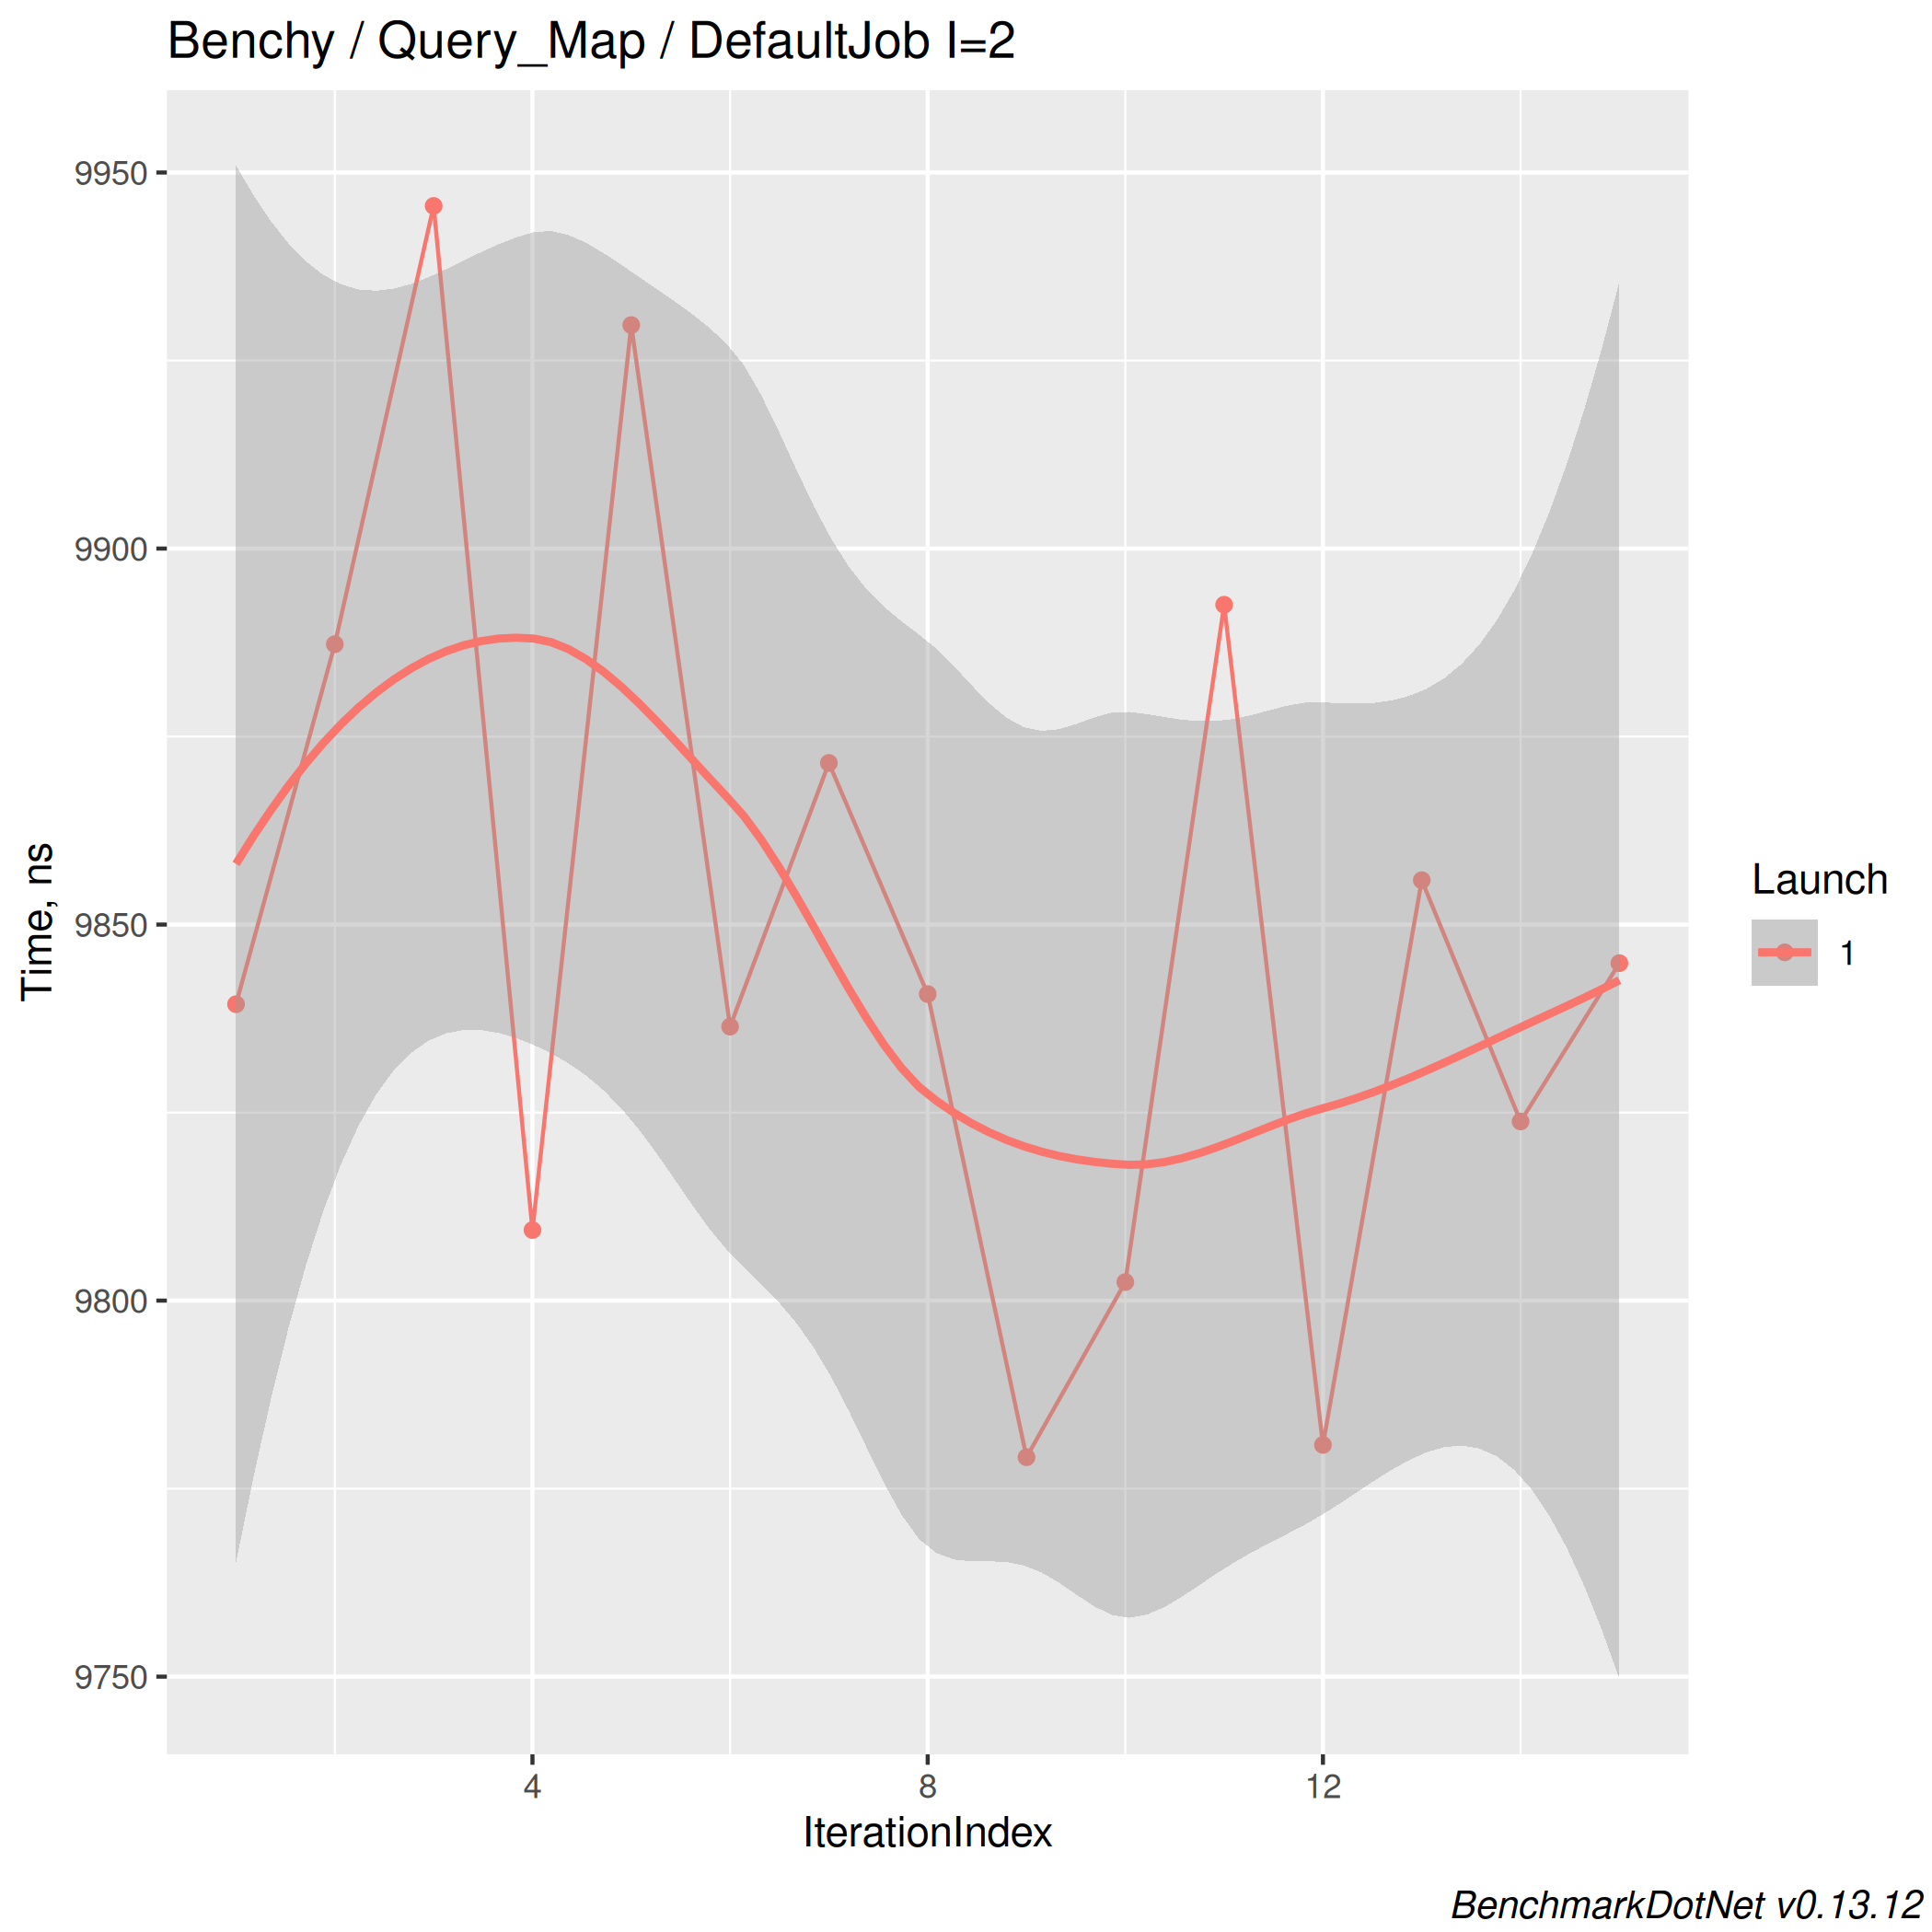 Benchy / Query_Map / DefaultJob I=2
9950
9900
9850
9800
9750
Time, ns
4 8 12
IterationIndex
Launch
1
BenchmarkDotNet v0.13.12